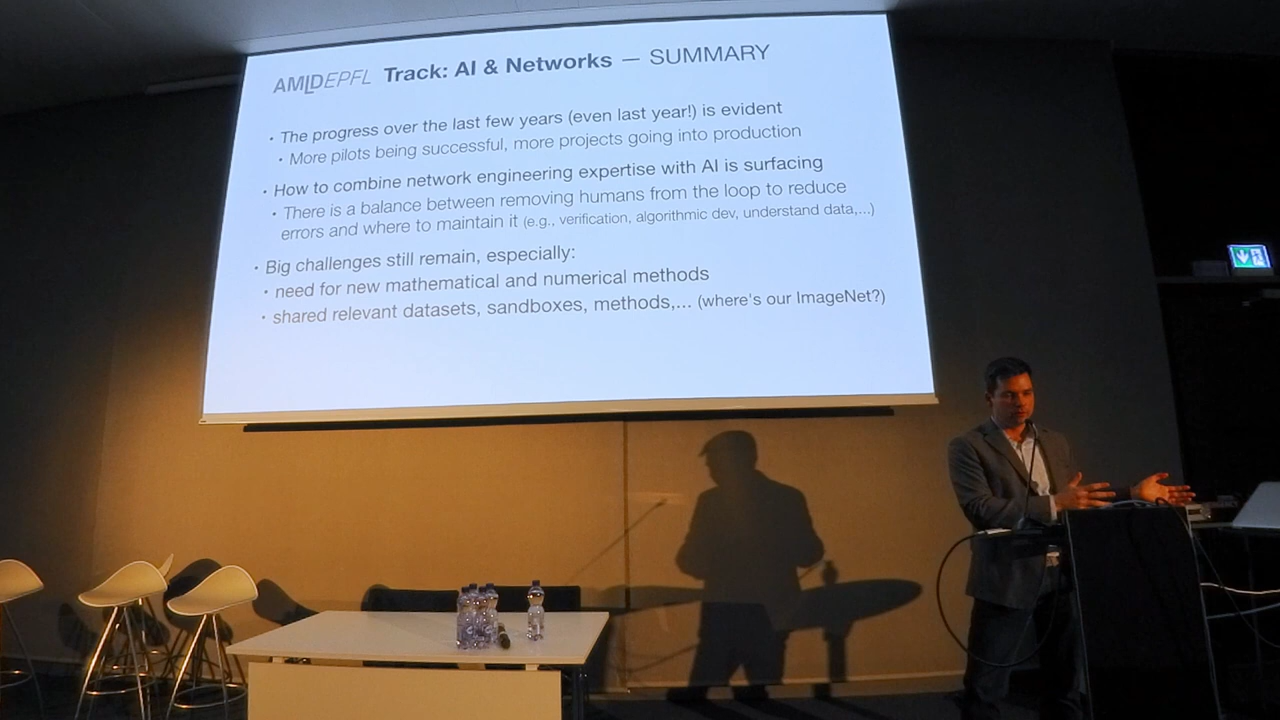 AMLDEPFL Track: AI & Networks — SUMMARY
• The progress over the last few years (even last year!) is evident
• More pilots being successful, more projects going into production
• How to combine network engineering expertise with AI is surfacing
• There is a balance between removing humans from the loop to reduce
errors and where to maintain it (e.g., verification, algorithmic dev, understand data,...)
• Big challenges still remain, especially:
• need for new mathematical and numerical methods
• shared relevant datasets, sandboxes, methods,... (where's our ImageNet?)